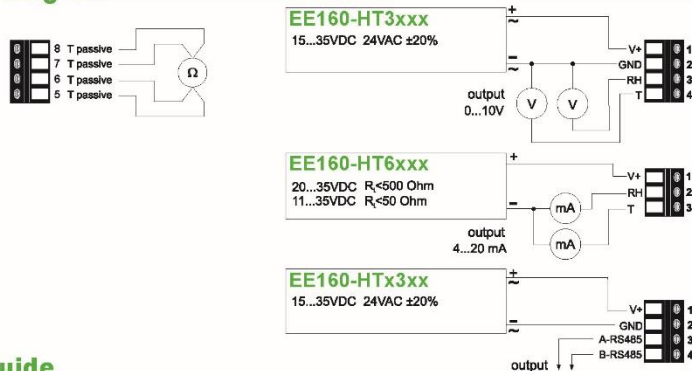 8 T passive
7 T passive
6 T passive
5 T passive
Ω
EE160-HT3xxx
15...35VDC 24VAC ±20%
+
~
−
~
output
0...10V
V
V
V+ 1
GND 2
RH 3
T 4
EE160-HT6xxx
20...35VDC RL<500 Ohm
11...35VDC RL<50 Ohm
+
−
output
4...20 mA
mA
mA
V+ 1
RH 2
T 3
EE160-HTx3xx
15...35VDC 24VAC ±20%
+
~
−
~
output
V+ 1
GND 2
A-RS485 3
B-RS485 4
uide